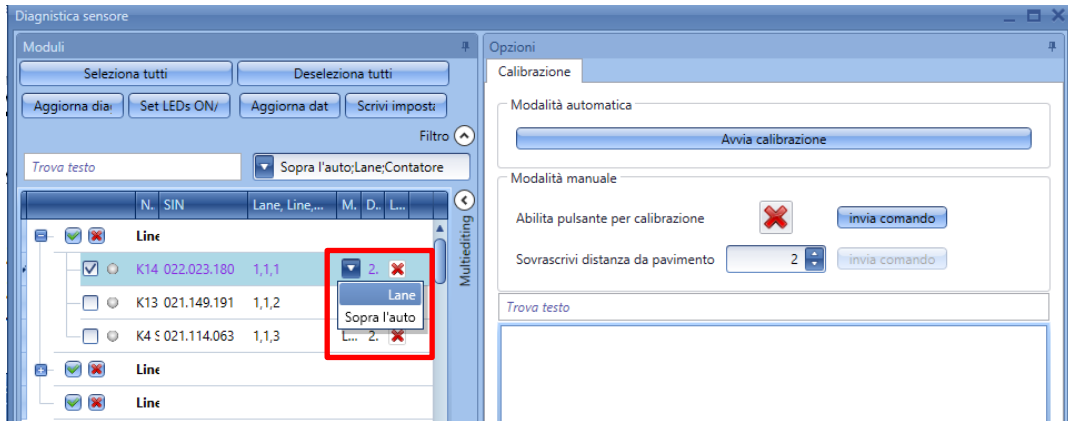 Diagnistica sensore
Moduli
Seleziona tutti
Deseleziona tutti
Aggiorna dia
Set LEDs ON/
Aggiorna dat
Scrivi imposta
Filtro
Trova testo
Sopra l'auto;Lane;Contatore
N. SIN Lane, Line,... M. D.. L...
Line
K14 022.023.180 1,1,1 2.
K13 021.149.191 1,1,2
Lane
Sopra l'auto
K4 S 021.114.063 1,1,3 L... 2.
Line
Line
Multiediting
Opzioni
Calibrazione
Modalità automatica
Avvia calibrazione
Modalità manuale
Abilita pulsante per calibrazione
invia comando
Sovrascrivi distanza da pavimento 2
invia comando
Trova testo